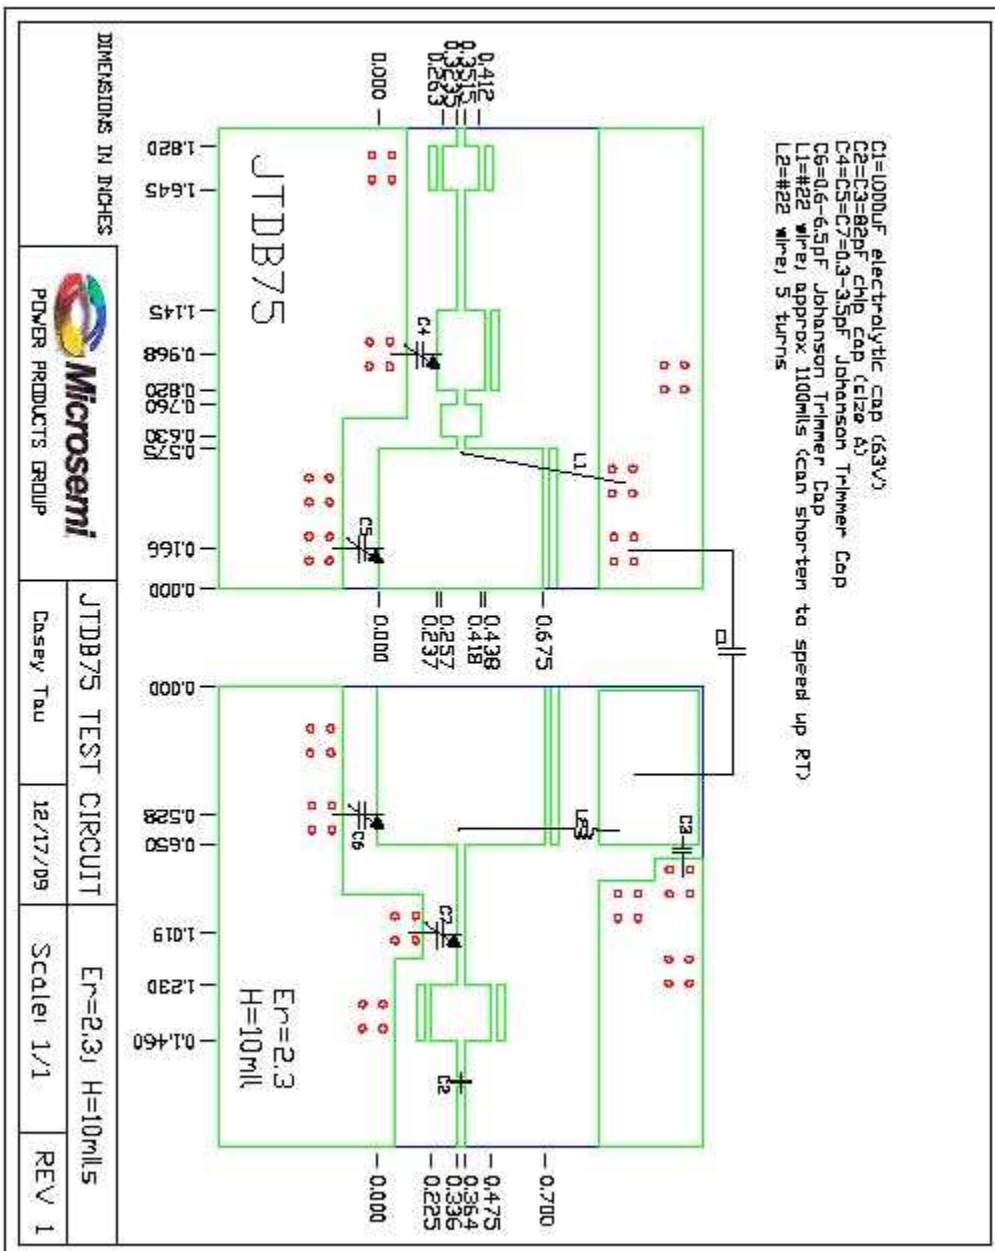 C1=1000uF electrolytic cap (63V)
C2=C3=82pF chip cap (size A)
C4=C5=C7=0.3-3.5pF Johanson Trimmer Cap
C6=0.6-6.5pF Johanson Trimmer Cap
L1=#22 wire, approx 1100mils (can shorten to speed up RT)
L2=#22 wire, 5 turns
0.412
0.3515
0.263
0.000
1.820
1.645
1.145
0.968
0.820
0.760
0.630
0.573
0.166
0.000
JTDB75
C4
L1
C5
C1
0.675
0.438
0.418
0.257
0.237
0.000
0.000
0.528
0.650
1.019
1.230
C3
C6
C7
C2
Er=2.3
H=10mil
0.700
0.475
0.364
0.336
0.225
0.000
DIMENSIONS IN INCHES
Microsemi
POWER PRODUCTS GROUP
JTDB75 TEST CIRCUIT
Er=2.3; H=10mils
Casey Tau
12/17/09
Scale: 1/1
REV 1